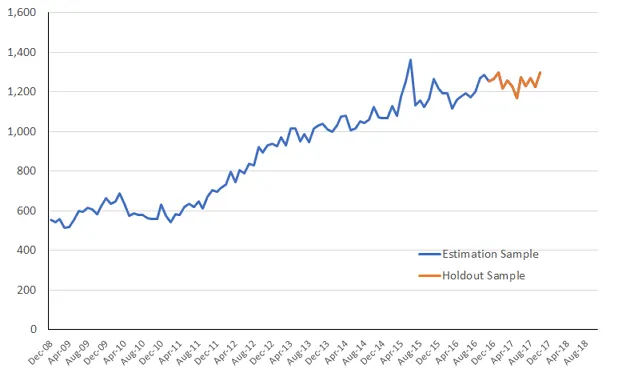 1,600
1,400
1,200
1,000
800
600
400
200
0
Estimation Sample
Holdout Sample
Dec-08
Apr-09
Aug-09
Dec-09
Apr-10
Aug-10
Dec-10
Apr-11
Aug-11
Dec-11
Apr-12
Aug-12
Dec-12
Apr-13
Aug-13
Dec-13
Apr-14
Aug-14
Dec-14
Apr-15
Aug-15
Dec-15
Apr-16
Aug-16
Dec-16
Apr-17
Aug-17
Dec-17
Apr-18
Aug-18